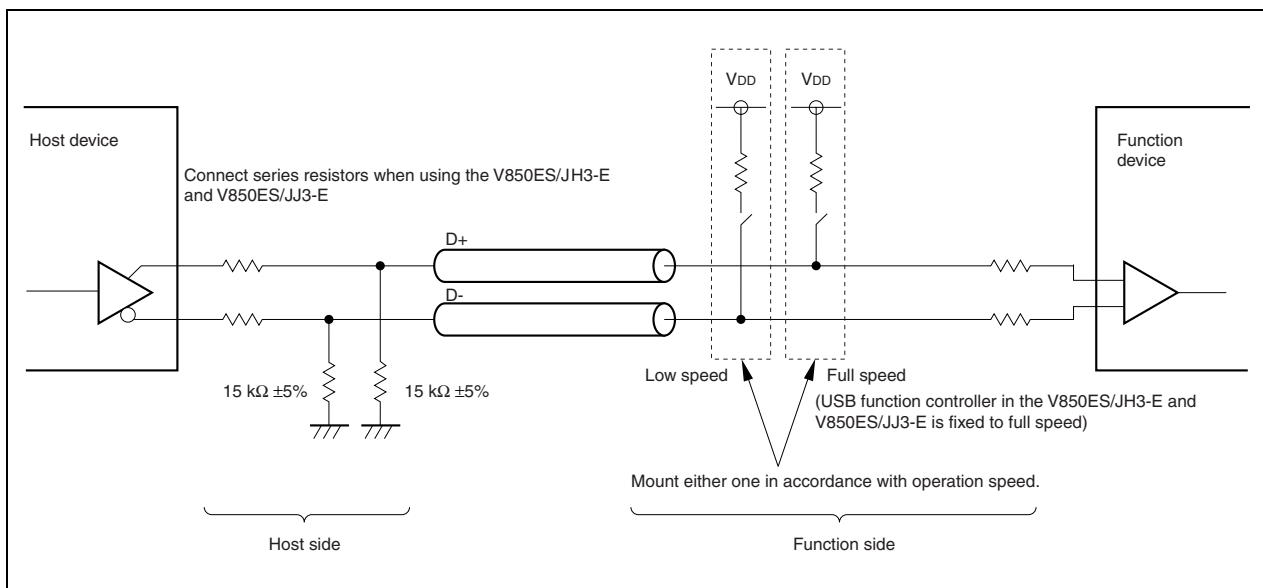 VDD
VDD
Host device
Function
device
Connect series resistors when using the V850ES/JH3-E
and V850ES/JJ3-E
D+
D-
15 kΩ ±5%
15 kΩ ±5%
Low speed
Full speed
(USB function controller in the V850ES/JH3-E and
V850ES/JJ3-E is fixed to full speed)
Mount either one in accordance with operation speed.
Host side
Function side